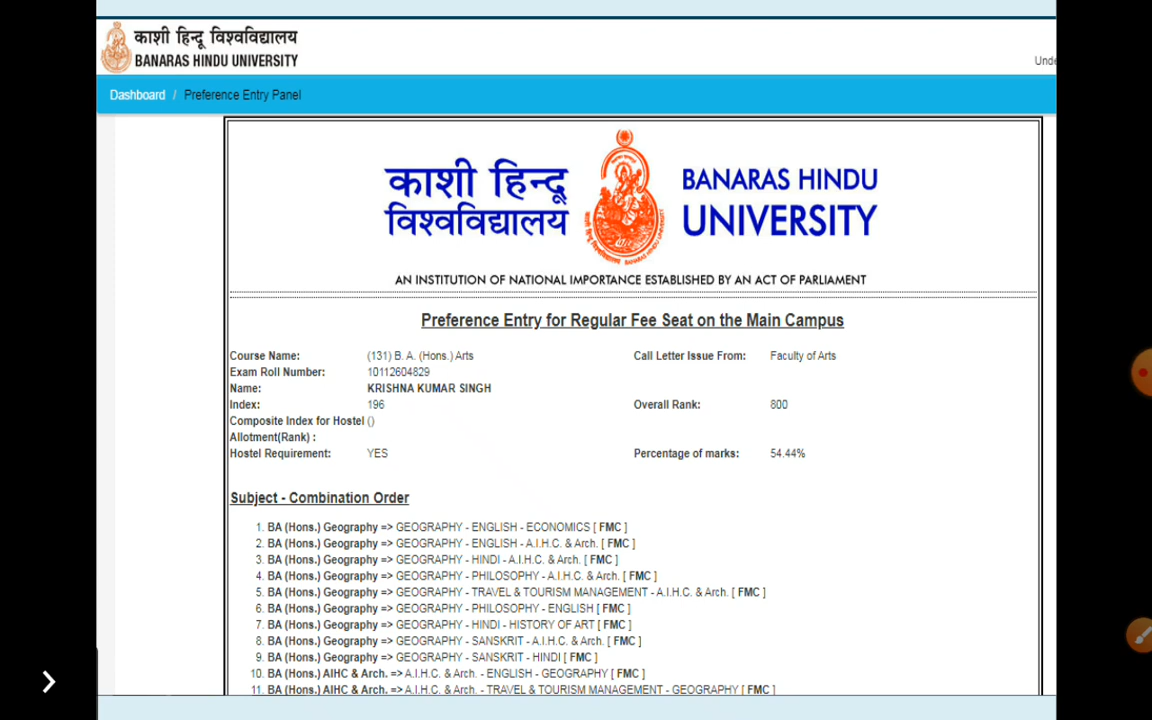 काशी हिन्दू विश्वविद्यालय
BANARAS HINDU UNIVERSITY
Dashboard / Preference Entry Panel
काशी हिन्दू
विश्वविद्यालय
BANARAS HINDU
UNIVERSITY
AN INSTITUTION OF NATIONAL IMPORTANCE ESTABLISHED BY AN ACT OF PARLIAMENT
Preference Entry for Regular Fee Seat on the Main Campus
Course Name: (131) B. A. (Hons.) Arts Call Letter Issue From: Faculty of Arts
Exam Roll Number: 10112604829
Name: KRISHNA KUMAR SINGH
Index: 196 Overall Rank: 800
Composite Index for Hostel ()
Allotment(Rank) :
Hostel Requirement: YES Percentage of marks: 54.44%
Subject - Combination Order
1. BA (Hons.) Geography => GEOGRAPHY - ENGLISH - ECONOMICS [ FMC ]
2. BA (Hons.) Geography => GEOGRAPHY - ENGLISH - A.I.H.C. & Arch. [ FMC ]
3. BA (Hons.) Geography => GEOGRAPHY - HINDI - A.I.H.C. & Arch. [ FMC ]
4. BA (Hons.) Geography => GEOGRAPHY - PHILOSOPHY - A.I.H.C. & Arch. [ FMC ]
5. BA (Hons.) Geography => GEOGRAPHY - TRAVEL & TOURISM MANAGEMENT - A.I.H.C. & Arch. [ FMC ]
6. BA (Hons.) Geography => GEOGRAPHY - PHILOSOPHY - ENGLISH [ FMC ]
7. BA (Hons.) Geography => GEOGRAPHY - HINDI - HISTORY OF ART [ FMC ]
8. BA (Hons.) Geography => GEOGRAPHY - SANSKRIT - A.I.H.C. & Arch. [ FMC ]
9. BA (Hons.) Geography => GEOGRAPHY - SANSKRIT - HINDI [ FMC ]
10. BA (Hons.) AIHC & Arch. => A.I.H.C. & Arch. - ENGLISH - GEOGRAPHY [ FMC ]
11. BA (Hons.) AIHC & Arch. => A.I.H.C. & Arch. - TRAVEL & TOURISM MANAGEMENT - GEOGRAPHY [ FMC ]